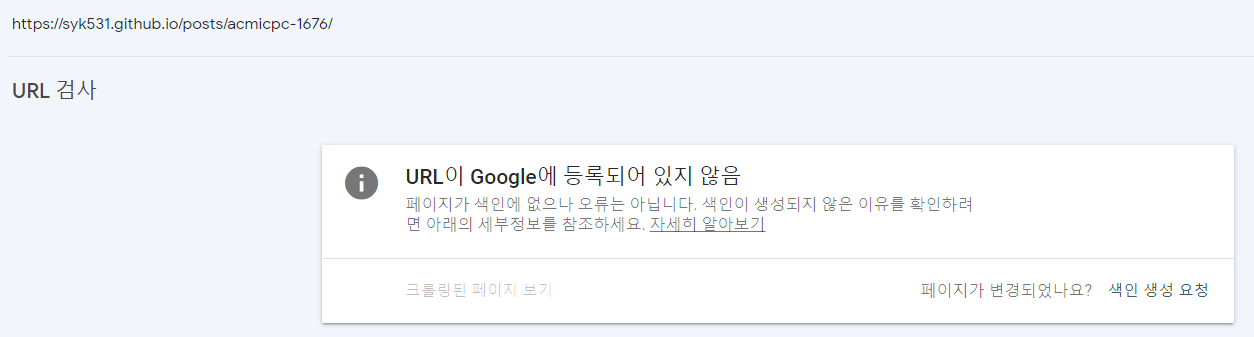 https://syk531.github.io/posts/acmicpc-1676/
URL 검사
URL이 Google에 등록되어 있지 않음
페이지가 색인에 없으나 오류는 아닙니다. 색인이 생성되지 않은 이유를 확인하려
면 아래의 세부정보를 참조하세요. 자세히 알아보기
크롤링된 페이지 보기
페이지가 변경되었나요? 색인 생성 요청